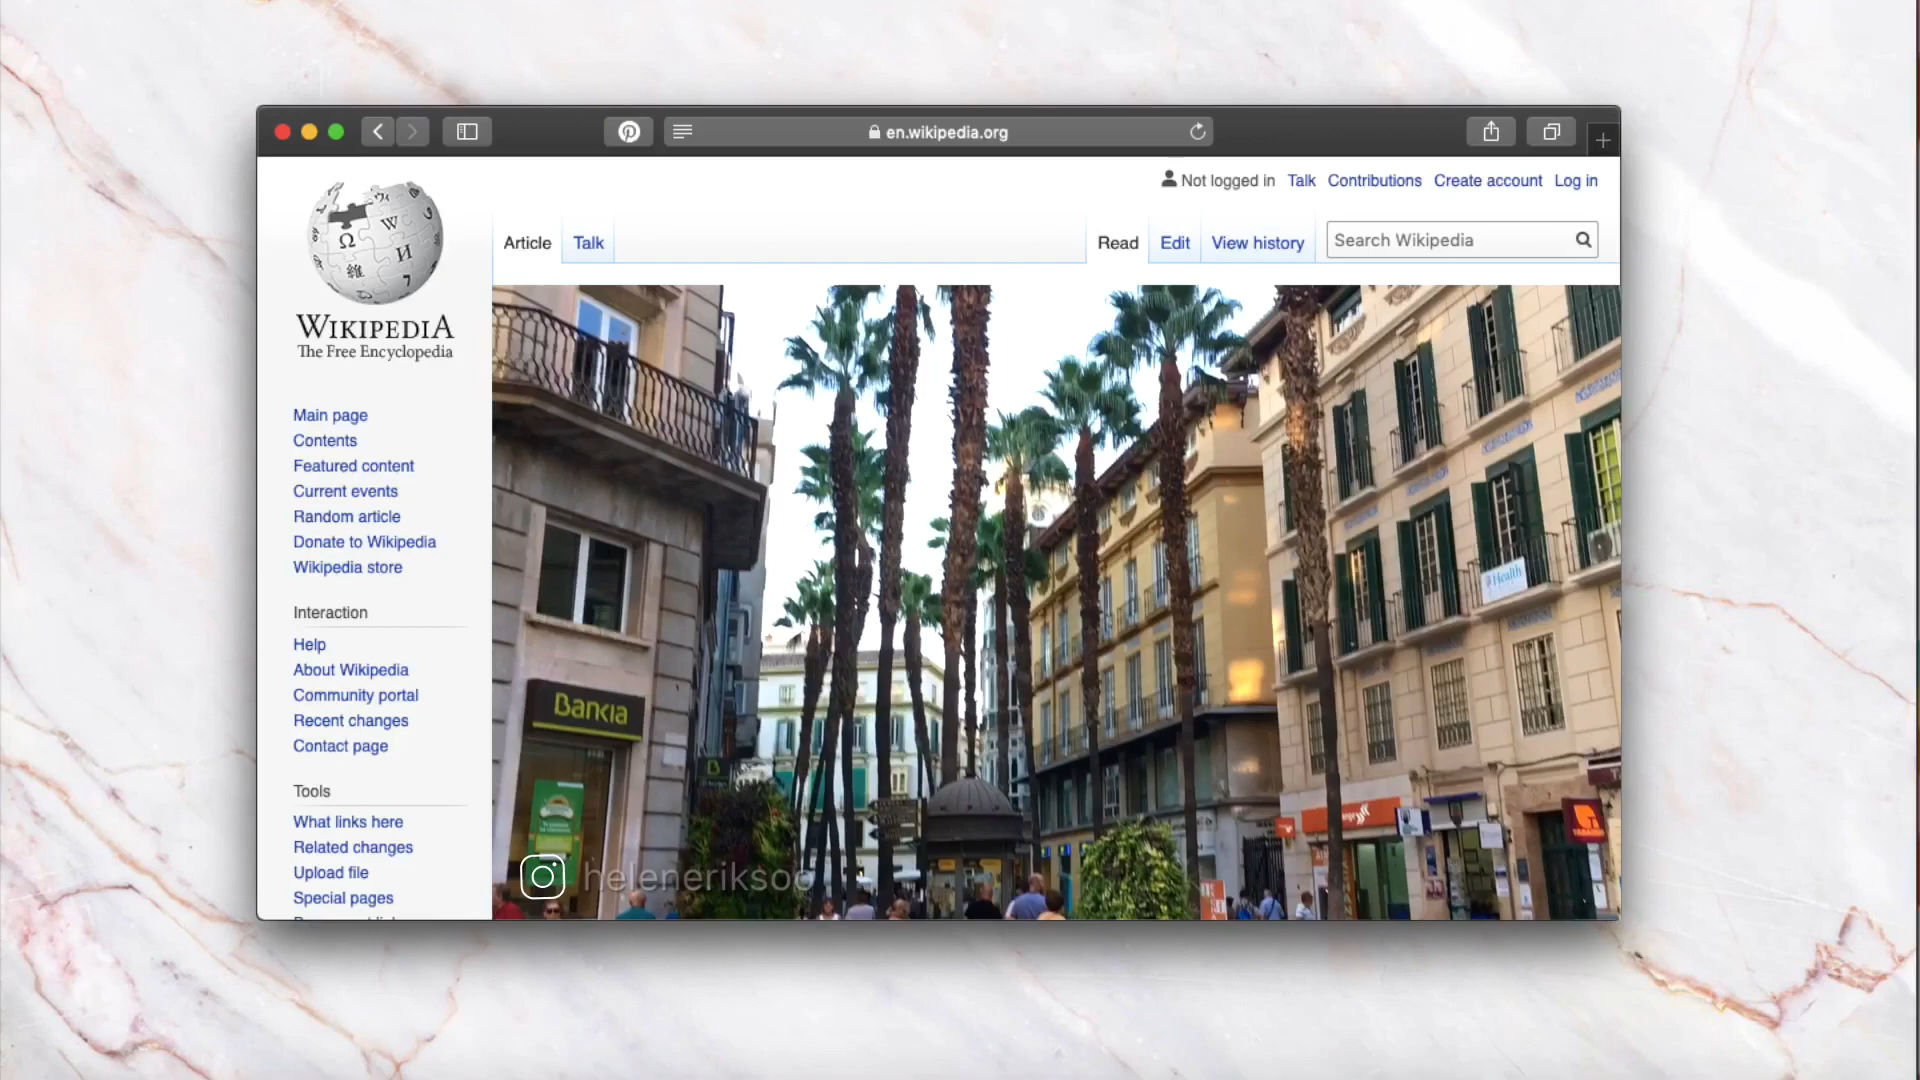 en.wikipedia.org
Not logged in Talk Contributions Create account Log in
Article Talk Read Edit View history Search Wikipedia
WIKIPEDIA
The Free Encyclopedia
Main page
Contents
Featured content
Current events
Random article
Donate to Wikipedia
Wikipedia store
Interaction
Help
About Wikipedia
Community portal
Recent changes
Contact page
Tools
What links here
Related changes
Upload file
Special pages
Health
Bankia
heleneriksoo